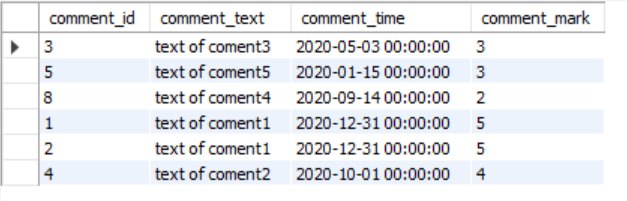 comment_id comment_text comment_time comment_mark
3 text of coment3 2020-05-03 00:00:00 3
5 text of coment5 2020-01-15 00:00:00 3
8 text of coment4 2020-09-14 00:00:00 2
1 text of coment1 2020-12-31 00:00:00 5
2 text of coment1 2020-12-31 00:00:00 5
4 text of coment2 2020-10-01 00:00:00 4